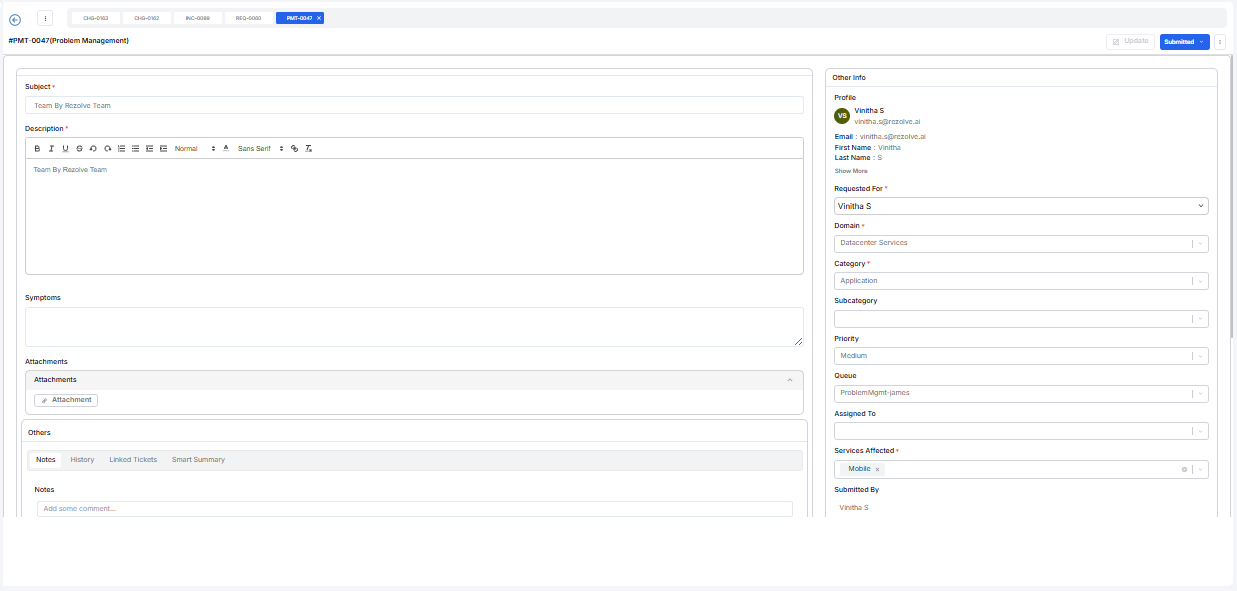 CHG-0163
CHG-0162
INC-0099
REQ-0060
PMT-0047 ×
#PMT-0047(Problem Management)
Update
Submitted
Subject *
Team By Rezolve Team
Description *
B I U S
Normal
A
Sans Serif
Team By Rezolve Team
Symptoms
Attachments
Attachments
Attachment
Others
Notes
History
Linked Tickets
Smart Summary
Notes
Add some comment...
Other Info
Profile
VS
Vinitha S
vinitha.s@rezolve.ai
Email : vinitha.s@rezolve.ai
First Name : Vinitha
Last Name : S
Show More
Requested For *
Vinitha S
Domain *
Datacenter Services
Category *
Application
Subcategory
Priority
Medium
Queue
ProblemMgmt-james
Assigned To
Services Affected *
Mobile ×
Submitted By
Vinitha S